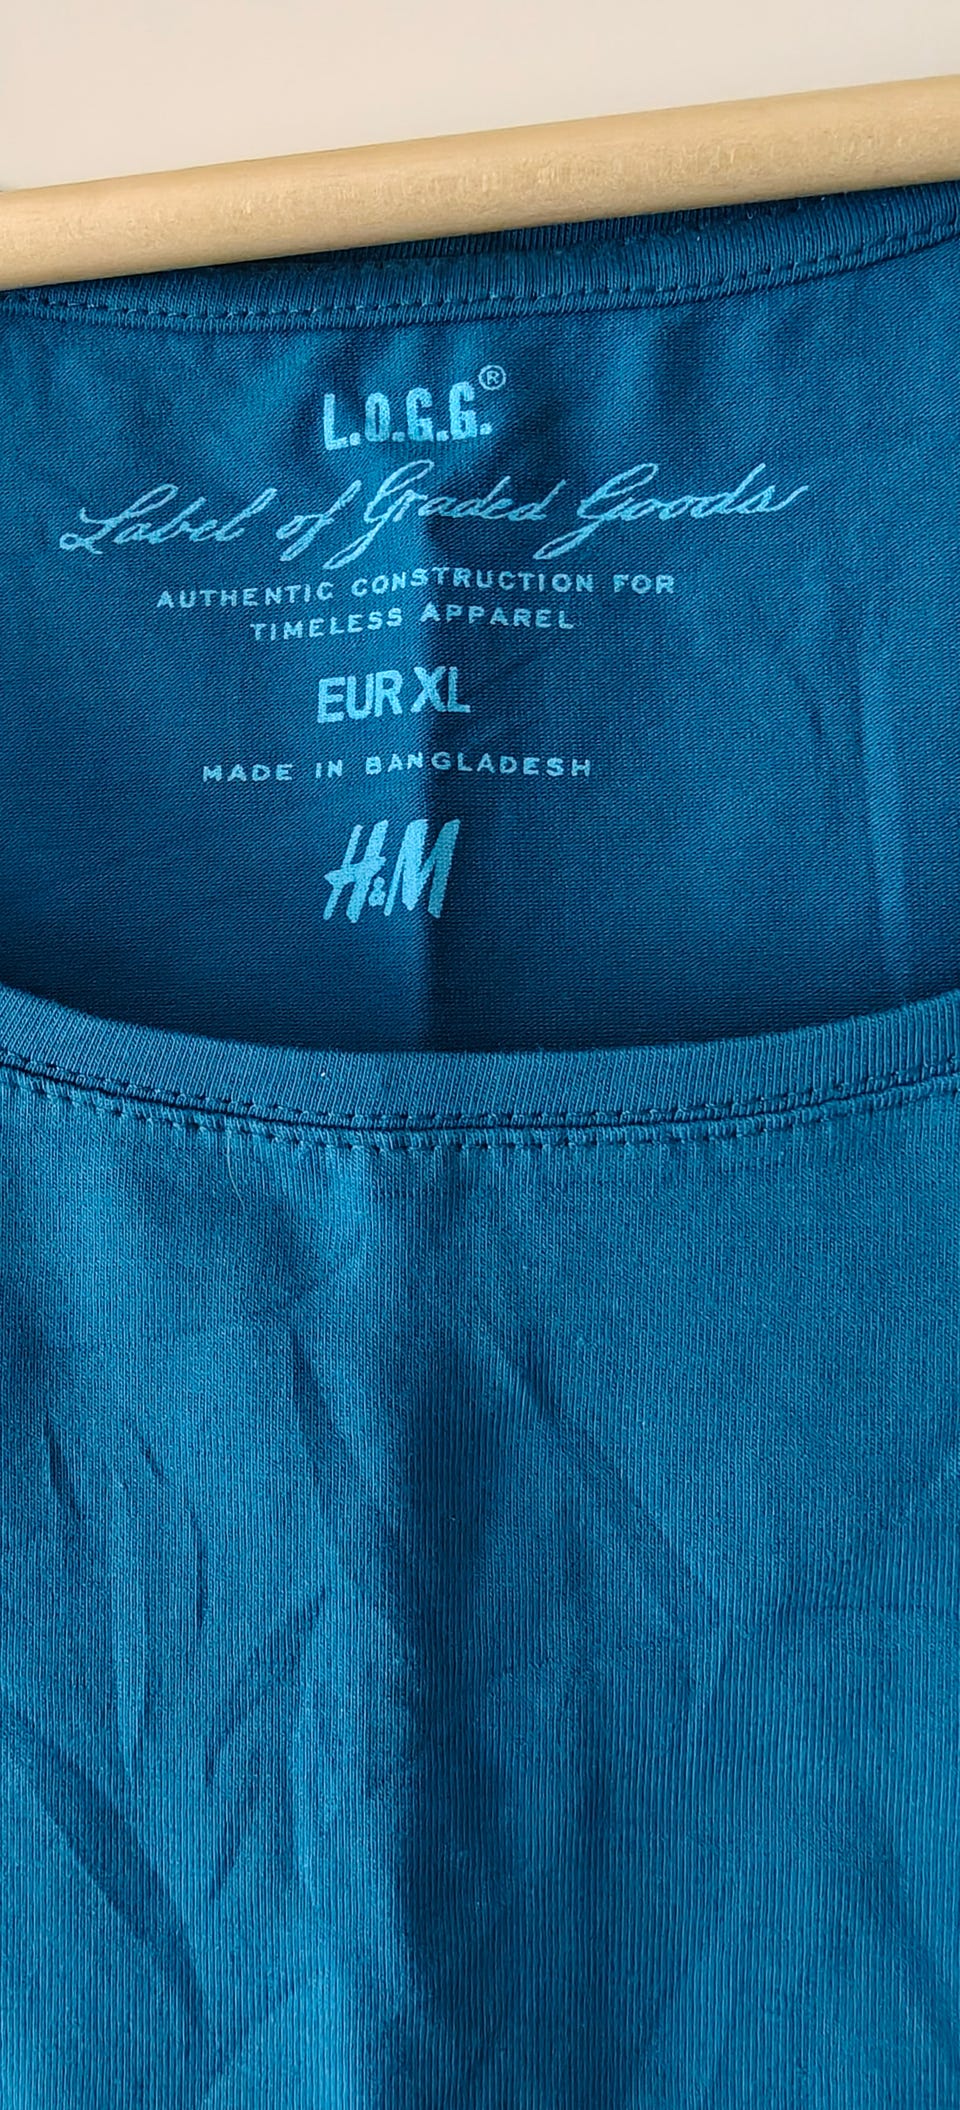 L.O.G.G.®
Label of Graded Goods
AUTHENTIC CONSTRUCTION FOR
TIMELESS APPAREL
EUR XL
MADE IN BANGLADESH
H&M